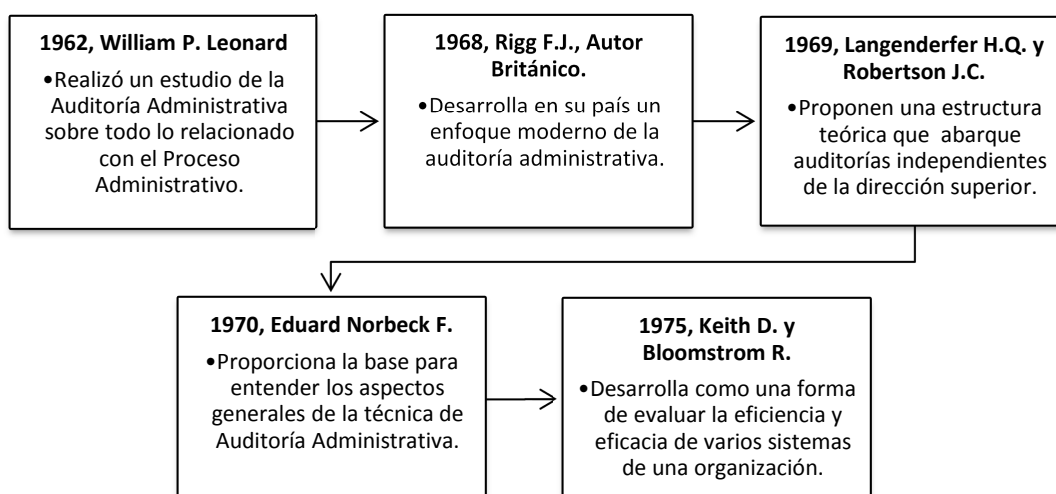 1962, William P. Leonard
•Realizó un estudio de la
Auditoría Administrativa
sobre todo lo relacionado
con el Proceso
Administrativo.
1968, Rigg F.J., Autor
Británico.
•Desarrolla en su país un
enfoque moderno de la
auditoría administrativa.
1969, Langenderfer H.Q. y
Robertson J.C.
•Proponen una estructura
teórica que abarque
auditorías independientes
de la dirección superior.
1970, Eduard Norbeck F.
•Proporciona la base para
entender los aspectos
generales de la técnica de
Auditoría Administrativa.
1975, Keith D. y
Bloomstrom R.
•Desarrolla como una forma
de evaluar la eficiencia y
eficacia de varios sistemas
de una organización.